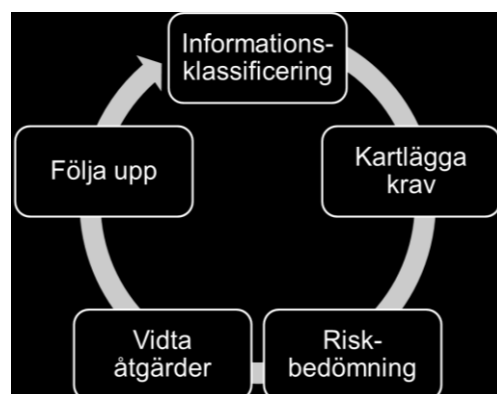 Informations-
klassificering
Kartlägga
krav
Risk-
bedömning
Vidta
åtgärder
Följa upp